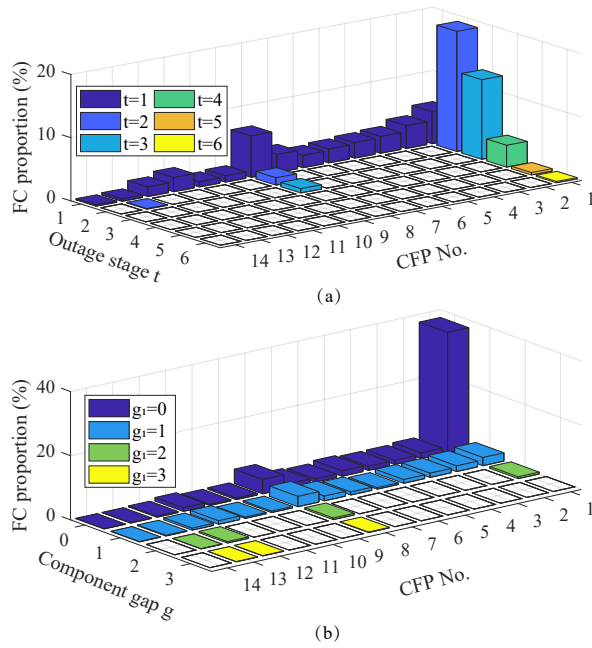 FC proportion (%)
20
10
0
t=1 t=4
t=2 t=5
t=3 t=6
1 2 3 4 5 6
Outage stage t
14 13 12 11 10 9 8 7 6 5 4 3 2 1
CFP No.
(a)
FC proportion (%)
40
20
0
g₁=0
g₁=1
g₁=2
g₁=3
0 1 2 3
Component gap g
14 13 12 11 10 9 8 7 6 5 4 3 2 1
CFP No.
(b)